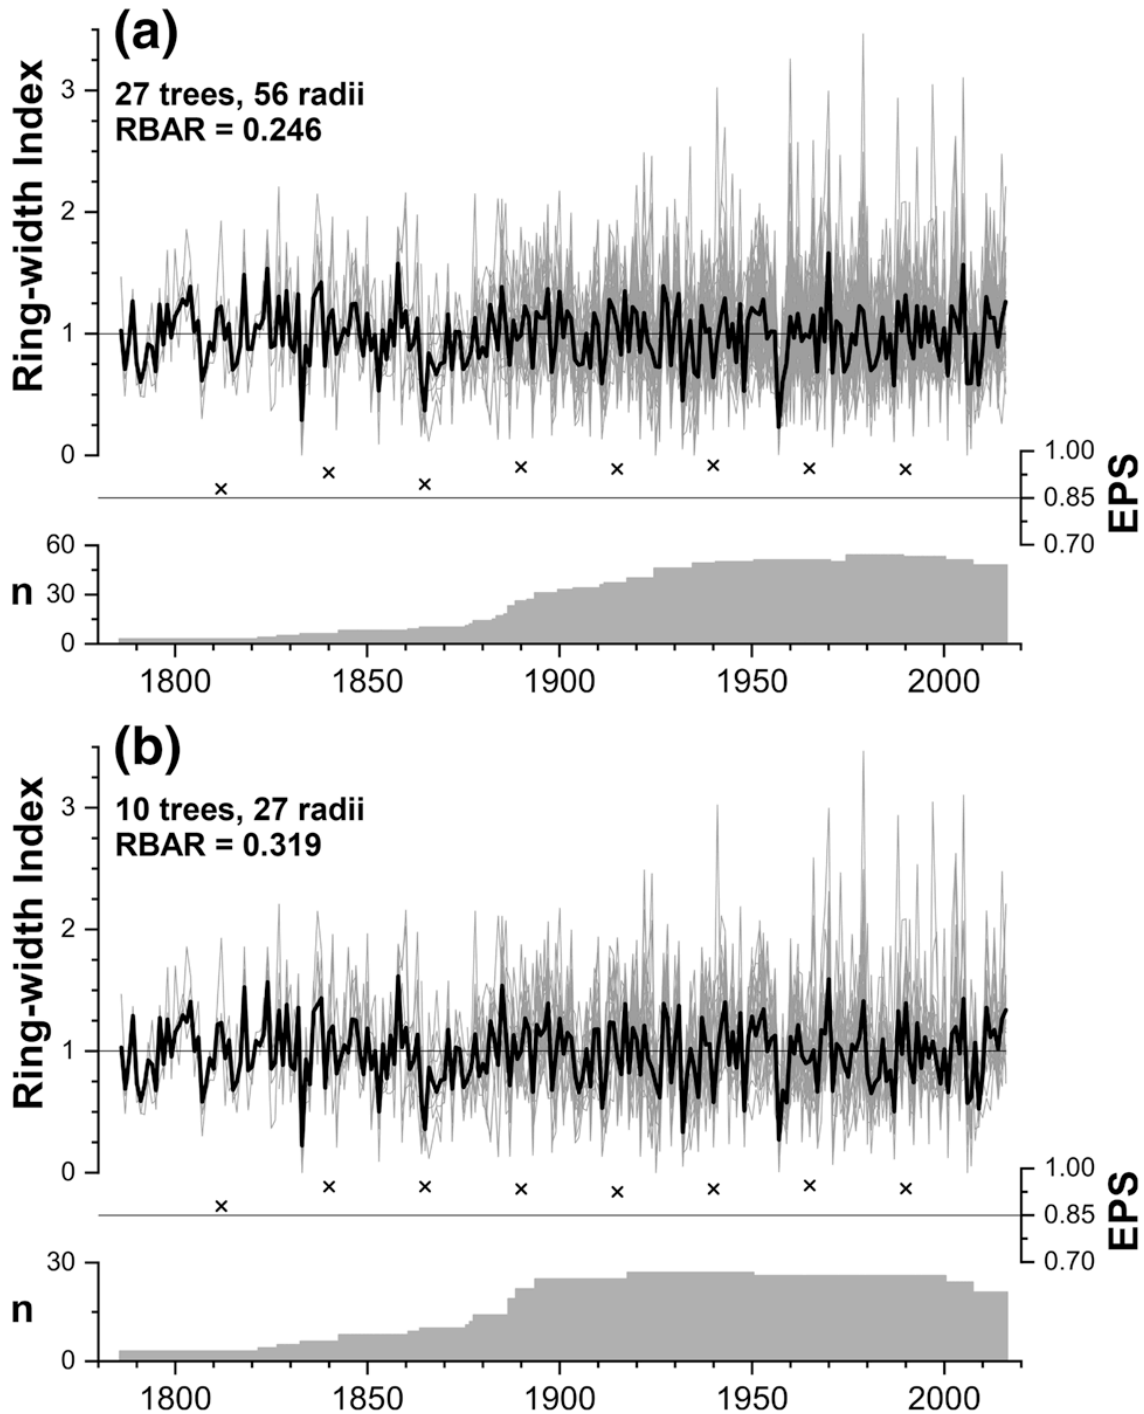 (a)
27 trees, 56 radii
RBAR = 0.246
Ring-width Index
3
2
1
0
1.00
0.85
0.70
EPS
60
30
0
n
1800 1850 1900 1950 2000
(b)
10 trees, 27 radii
RBAR = 0.319
Ring-width Index
3
2
1
0
1.00
0.85
0.70
EPS
30
0
n
1800 1850 1900 1950 2000